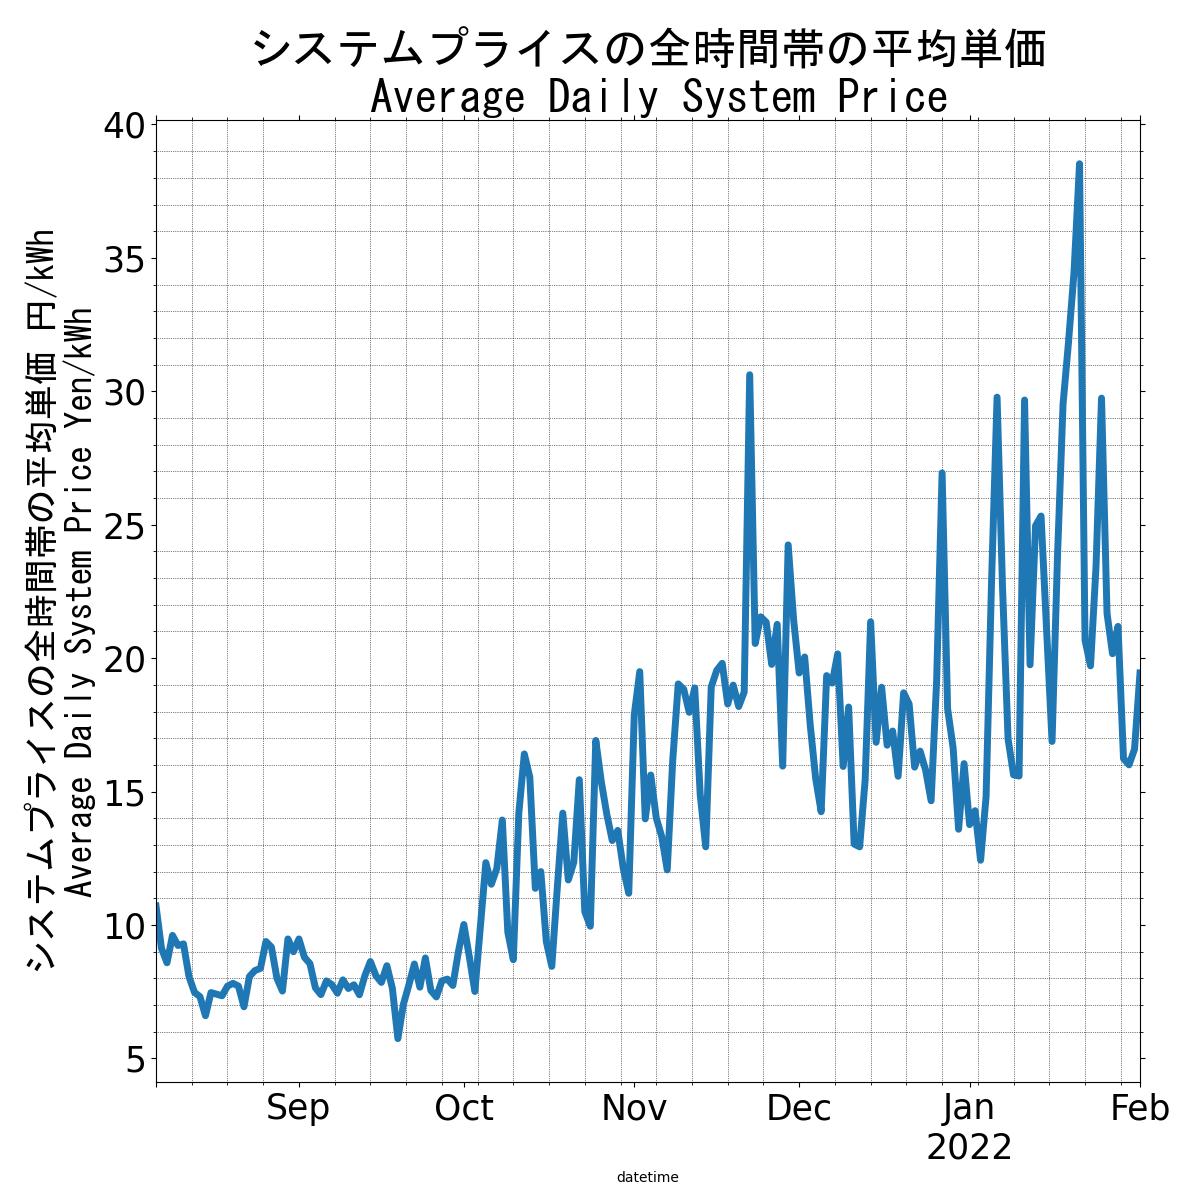 システムプライスの全時間帯の平均単価
Average Daily System Price
システムプライスの全時間帯の平均単価 円/kWh
Average Daily System Price Yen/kWh
40
35
30
25
20
15
10
5
Sep
Oct
Nov
Dec
Jan
2022
Feb
datetime